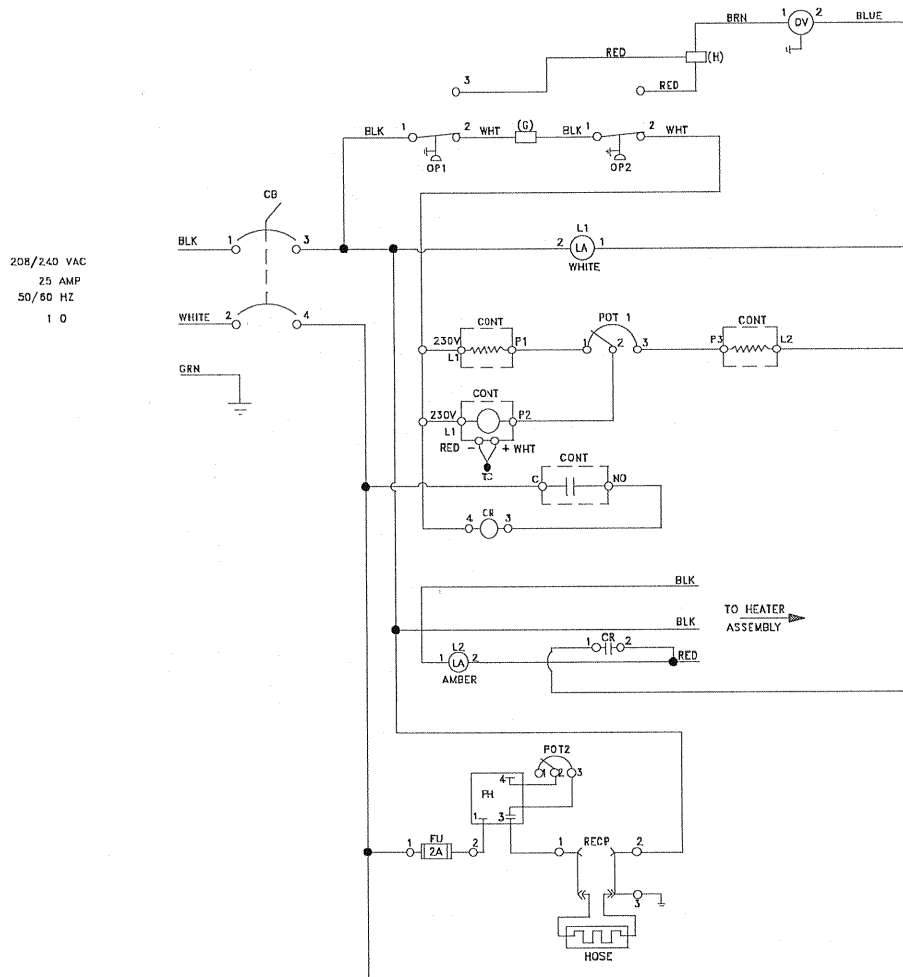 BRN 1 DV 2 BLUE
RED (H)
3 RED
BLK 1 2 WHT (G) BLK 1 2 WHT
OP1 OP2
CB
L1
BLK 1 3 2 LA 1
WHITE
208/240 VAC
25 AMP
50/60 HZ
1 0
WHITE 2 4
CONT POT 1 CONT
230V P1 1 2 3 P3 L2
L1
GRN
CONT
230V P2
L1
RED - + WHT
TC
CONT
C NO
CR
4 3
BLK
BLK
TO HEATER
ASSEMBLY
CR
1 2
L2
1 LA 2 RED
AMBER
POT2
4 1 2 3
PH
1 3
FU
1 2A 2
1 RECP 2
3
HOSE